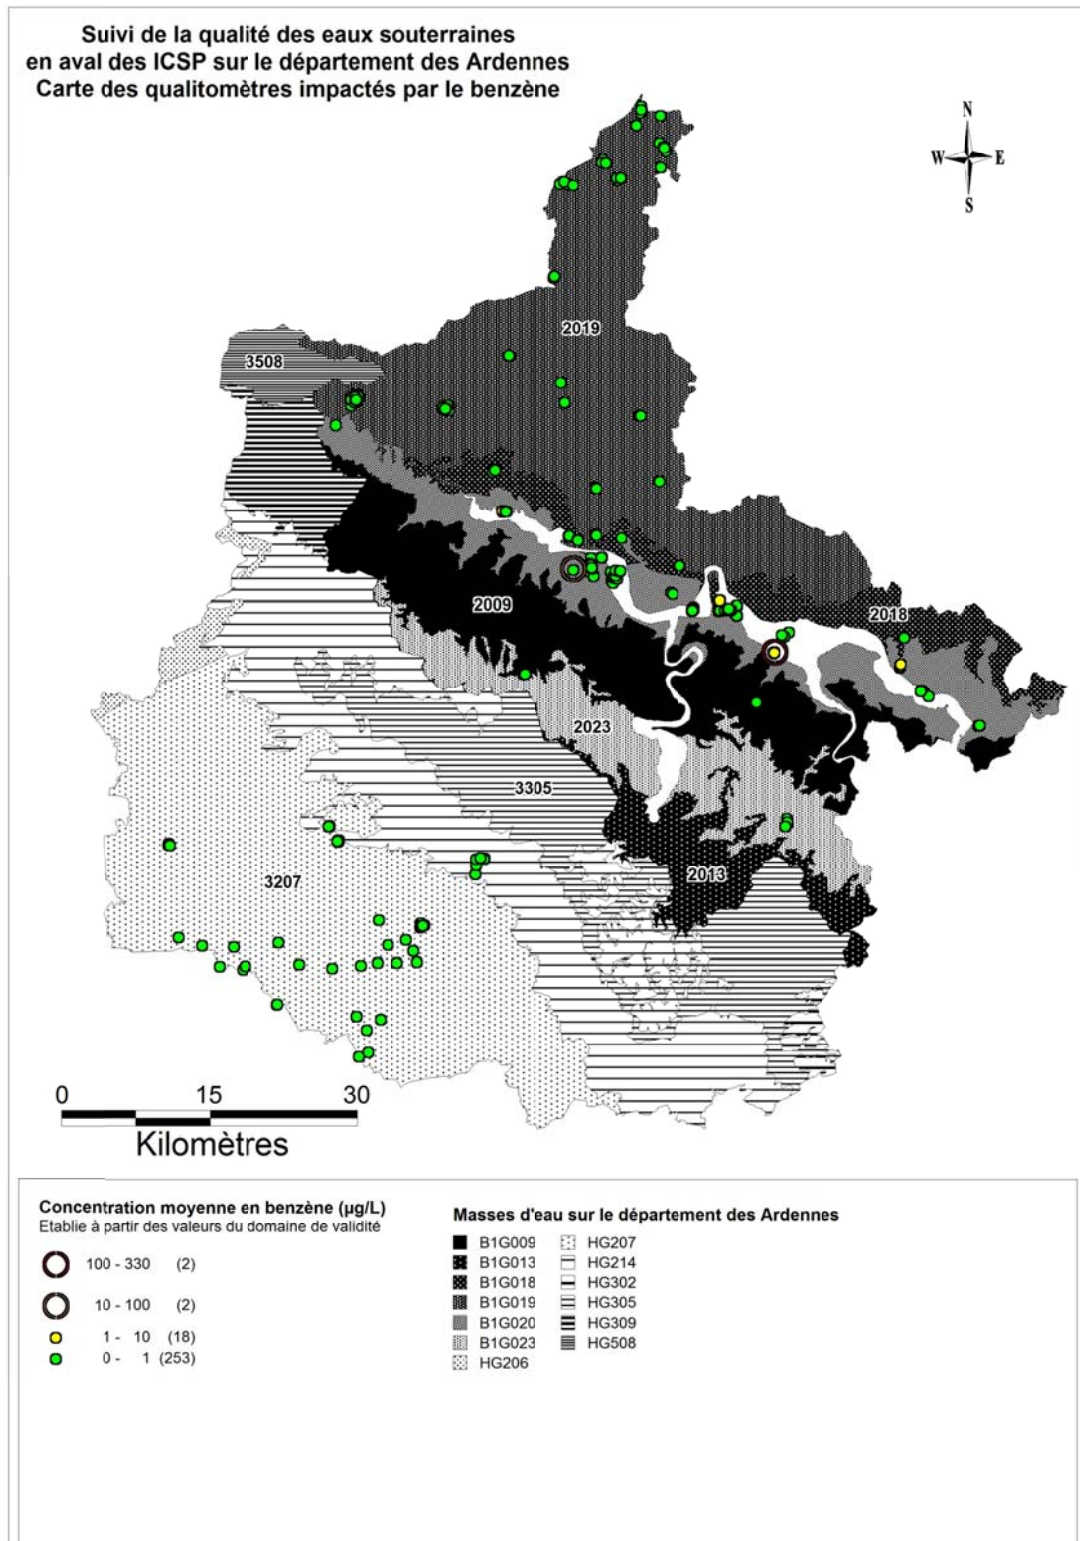 Suivi de la qualité des eaux souterraines
en aval des ICSP sur le département des Ardennes
Carte des qualitomètres impactés par le benzène
N
W E
S
2019
3508
2009
2018
2023
3305
2013
3207
0 15 30
Kilomètres
Concentration moyenne en benzène (µg/L)
Etablie à partir des valeurs du domaine de validité
100 - 330 (2)
10 - 100 (2)
1 - 10 (18)
0 - 1 (253)
Masses d'eau sur le département des Ardennes
B1G009 HG207
B1G013 HG214
B1G018 HG302
B1G019 HG305
B1G020 HG309
B1G023 HG508
HG206